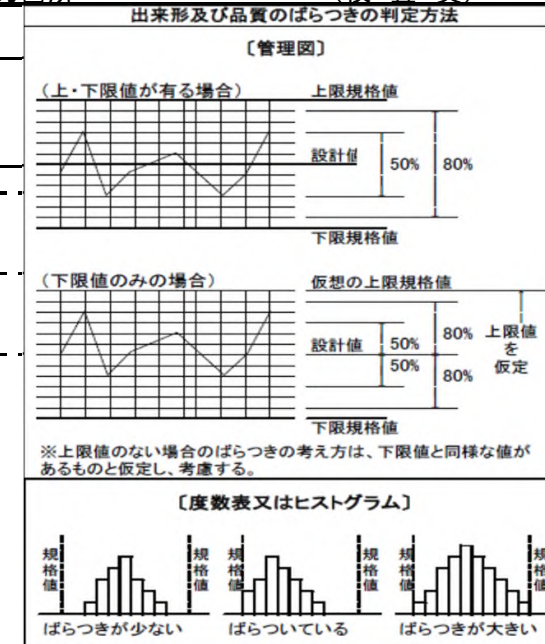 出来形及び品質のばらつきの判定方法
〔管理図〕
(上・下限値が有る場合)
上限規格値
設計値
50%
80%
下限規格値
(下限値のみの場合)
仮想の上限規格値
設計値
50%
50%
80%
80%
上限値
を
仮定
下限規格値
※上限値のない場合のばらつきの考え方は、下限値と同様な値が
あるものと仮定し、考慮する。
〔度数表又はヒストグラム〕
規格値
規格値
規格値
規格値
規格値
規格値
ばらつきが少ない
ばらついている
ばらつきが大きい